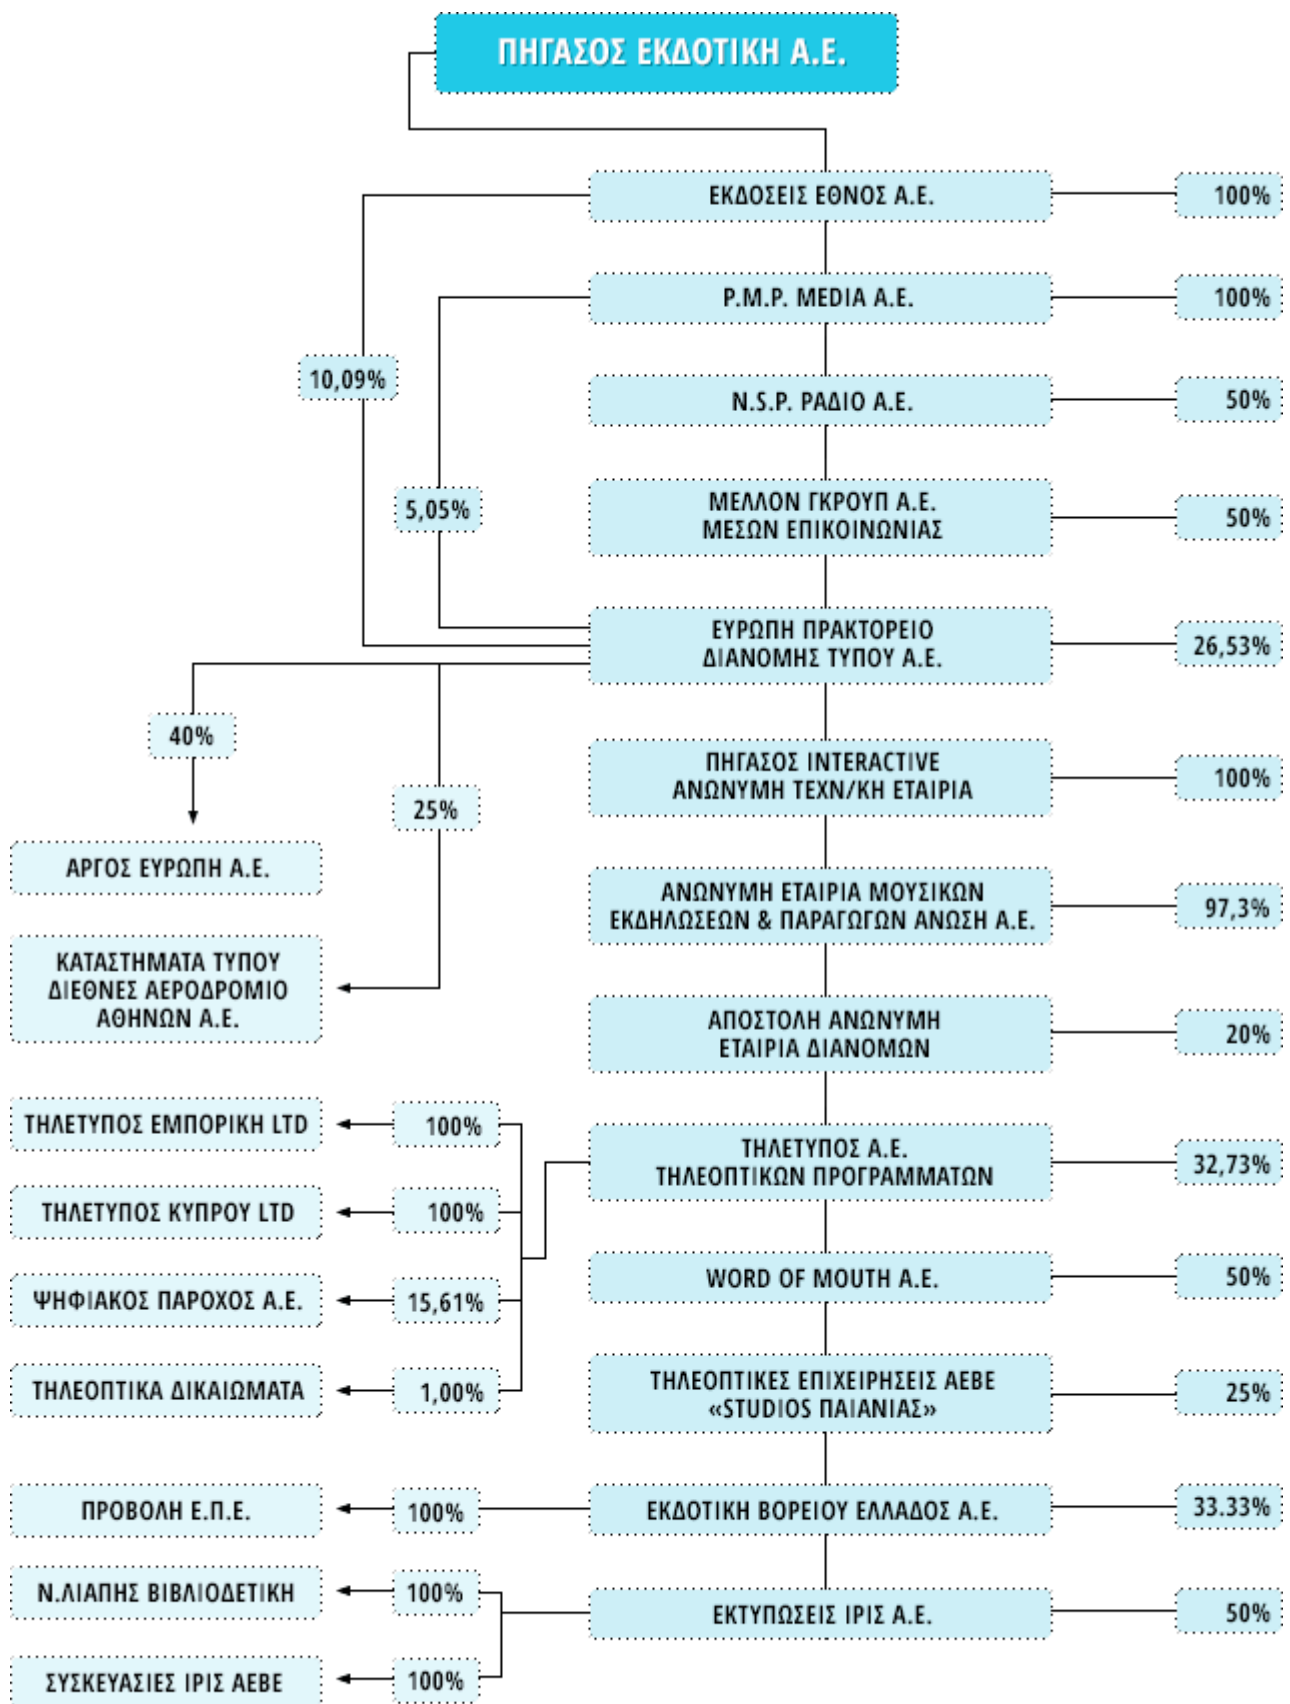 ΠΗΓΑΣΟΣ ΕΚΔΟΤΙΚΗ Α.Ε.
ΕΚΔΟΣΕΙΣ ΕΘΝΟΣ Α.Ε.
100%
P.M.P. MEDIA Α.Ε.
100%
10,09%
N.S.P. ΡΑΔΙΟ Α.Ε.
50%
5,05%
ΜΕΛΛΟΝ ΓΚΡΟΥΠ Α.Ε.
ΜΕΣΩΝ ΕΠΙΚΟΙΝΩΝΙΑΣ
50%
ΕΥΡΩΠΗ ΠΡΑΚΤΟΡΕΙΟ
ΔΙΑΝΟΜΗΣ ΤΥΠΟΥ Α.Ε.
26,53%
40%
ΠΗΓΑΣΟΣ INTERACTIVE
ΑΝΩΝΥΜΗ ΤΕΧΝ/ΚΗ ΕΤΑΙΡΙΑ
100%
25%
ΑΡΓΟΣ ΕΥΡΩΠΗ Α.Ε.
ΑΝΩΝΥΜΗ ΕΤΑΙΡΙΑ ΜΟΥΣΙΚΩΝ
ΕΚΔΗΛΩΣΕΩΝ & ΠΑΡΑΓΩΓΩΝ ΑΝΩΣΗ Α.Ε.
97,3%
ΚΑΤΑΣΤΗΜΑΤΑ ΤΥΠΟΥ
ΔΙΕΘΝΕΣ ΑΕΡΟΔΡΟΜΙΟ
ΑΘΗΝΩΝ Α.Ε.
ΑΠΟΣΤΟΛΗ ΑΝΩΝΥΜΗ
ΕΤΑΙΡΙΑ ΔΙΑΝΟΜΩΝ
20%
ΤΗΛΕΤΥΠΟΣ ΕΜΠΟΡΙΚΗ LTD
100%
ΤΗΛΕΤΥΠΟΣ Α.Ε.
ΤΗΛΕΟΠΤΙΚΩΝ ΠΡΟΓΡΑΜΜΑΤΩΝ
32,73%
ΤΗΛΕΤΥΠΟΣ ΚΥΠΡΟΥ LTD
100%
ΨΗΦΙΑΚΟΣ ΠΑΡΟΧΟΣ Α.Ε.
15,61%
WORD OF MOUTH Α.Ε.
50%
ΤΗΛΕΟΠΤΙΚΑ ΔΙΚΑΙΩΜΑΤΑ
1,00%
ΤΗΛΕΟΠΤΙΚΕΣ ΕΠΙΧΕΙΡΗΣΕΙΣ ΑΕΒΕ
«STUDIOS ΠΑΙΑΝΙΑΣ»
25%
ΠΡΟΒΟΛΗ Ε.Π.Ε.
100%
ΕΚΔΟΤΙΚΗ ΒΟΡΕΙΟΥ ΕΛΛΑΔΟΣ Α.Ε.
33.33%
Ν.ΛΙΑΠΗΣ ΒΙΒΛΙΟΔΕΤΙΚΗ
100%
ΕΚΤΥΠΩΣΕΙΣ ΙΡΙΣ Α.Ε.
50%
ΣΥΣΚΕΥΑΣΙΕΣ ΙΡΙΣ ΑΕΒΕ
100%